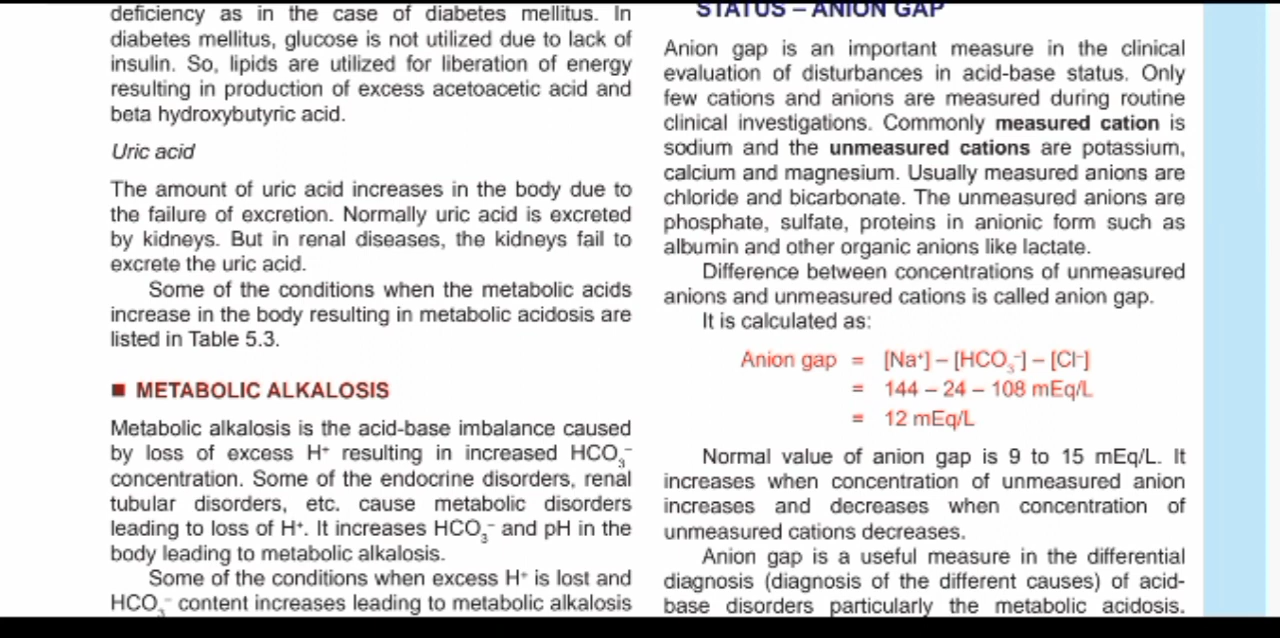 deficiency as in the case of diabetes mellitus. In
diabetes mellitus, glucose is not utilized due to lack of
insulin. So, lipids are utilized for liberation of energy
resulting in production of excess acetoacetic acid and
beta hydroxybutyric acid.
Uric acid
The amount of uric acid increases in the body due to
the failure of excretion. Normally uric acid is excreted
by kidneys. But in renal diseases, the kidneys fail to
excrete the uric acid.
Some of the conditions when the metabolic acids
increase in the body resulting in metabolic acidosis are
listed in Table 5.3.
■ METABOLIC ALKALOSIS
Metabolic alkalosis is the acid-base imbalance caused
by loss of excess H⁺ resulting in increased HCO₃⁻
concentration. Some of the endocrine disorders, renal
tubular disorders, etc. cause metabolic disorders
leading to loss of H⁺. It increases HCO₃⁻ and pH in the
body leading to metabolic alkalosis.
Some of the conditions when excess H⁺ is lost and
HCO₃⁻ content increases leading to metabolic alkalosis
STATUS – ANION GAP
Anion gap is an important measure in the clinical
evaluation of disturbances in acid-base status. Only
few cations and anions are measured during routine
clinical investigations. Commonly measured cation is
sodium and the unmeasured cations are potassium,
calcium and magnesium. Usually measured anions are
chloride and bicarbonate. The unmeasured anions are
phosphate, sulfate, proteins in anionic form such as
albumin and other organic anions like lactate.
Difference between concentrations of unmeasured
anions and unmeasured cations is called anion gap.
It is calculated as:
Anion gap = [Na⁺] – [HCO₃⁻] – [Cl⁻]
= 144 – 24 – 108 mEq/L
= 12 mEq/L
Normal value of anion gap is 9 to 15 mEq/L. It
increases when concentration of unmeasured anion
increases and decreases when concentration of
unmeasured cations decreases.
Anion gap is a useful measure in the differential
diagnosis (diagnosis of the different causes) of acid-
base disorders particularly the metabolic acidosis.